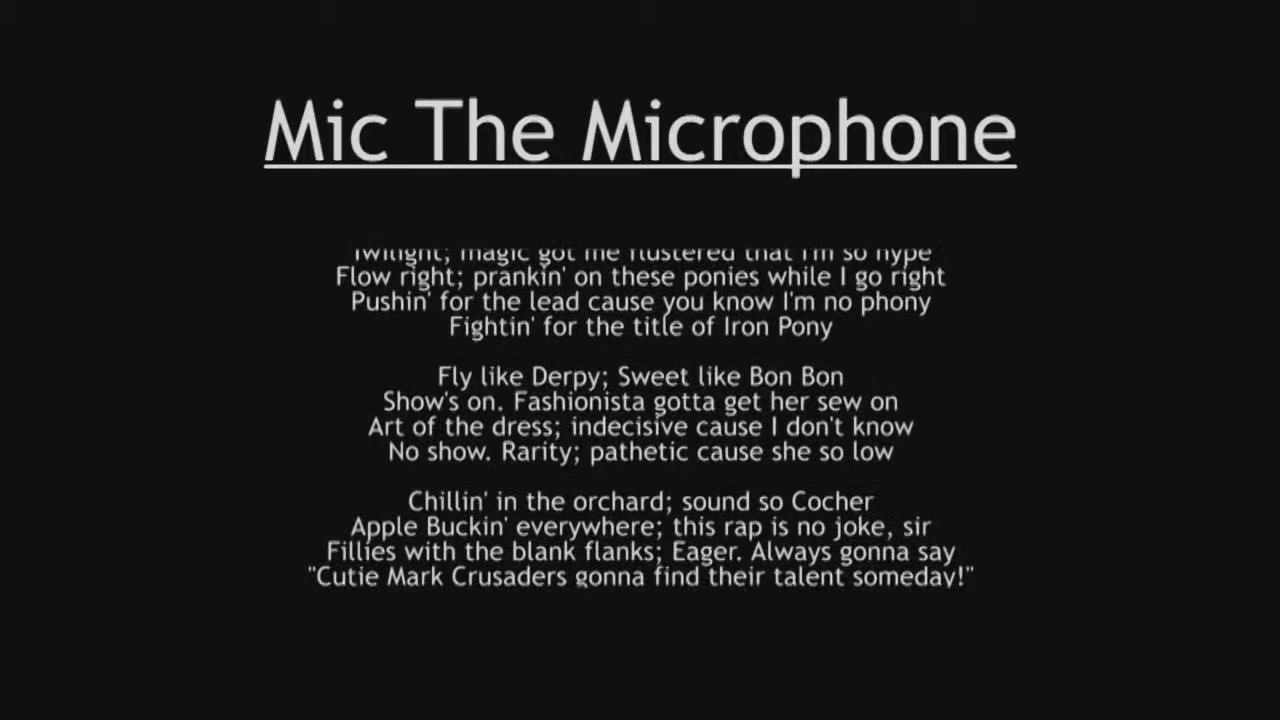 Mic The Microphone
Twilight; magic got me flustered that I'm so hype
Flow right; prankin' on these ponies while I go right
Pushin' for the lead cause you know I'm no phony
Fightin' for the title of Iron Pony
Fly like Derpy; Sweet like Bon Bon
Show's on. Fashionista gotta get her sew on
Art of the dress; indecisive cause I don't know
No show. Rarity; pathetic cause she so low
Chillin' in the orchard; sound so Cocher
Apple Buckin' everywhere; this rap is no joke, sir
Fillies with the blank flanks; Eager. Always gonna say
"Cutie Mark Crusaders gonna find their talent someday!"